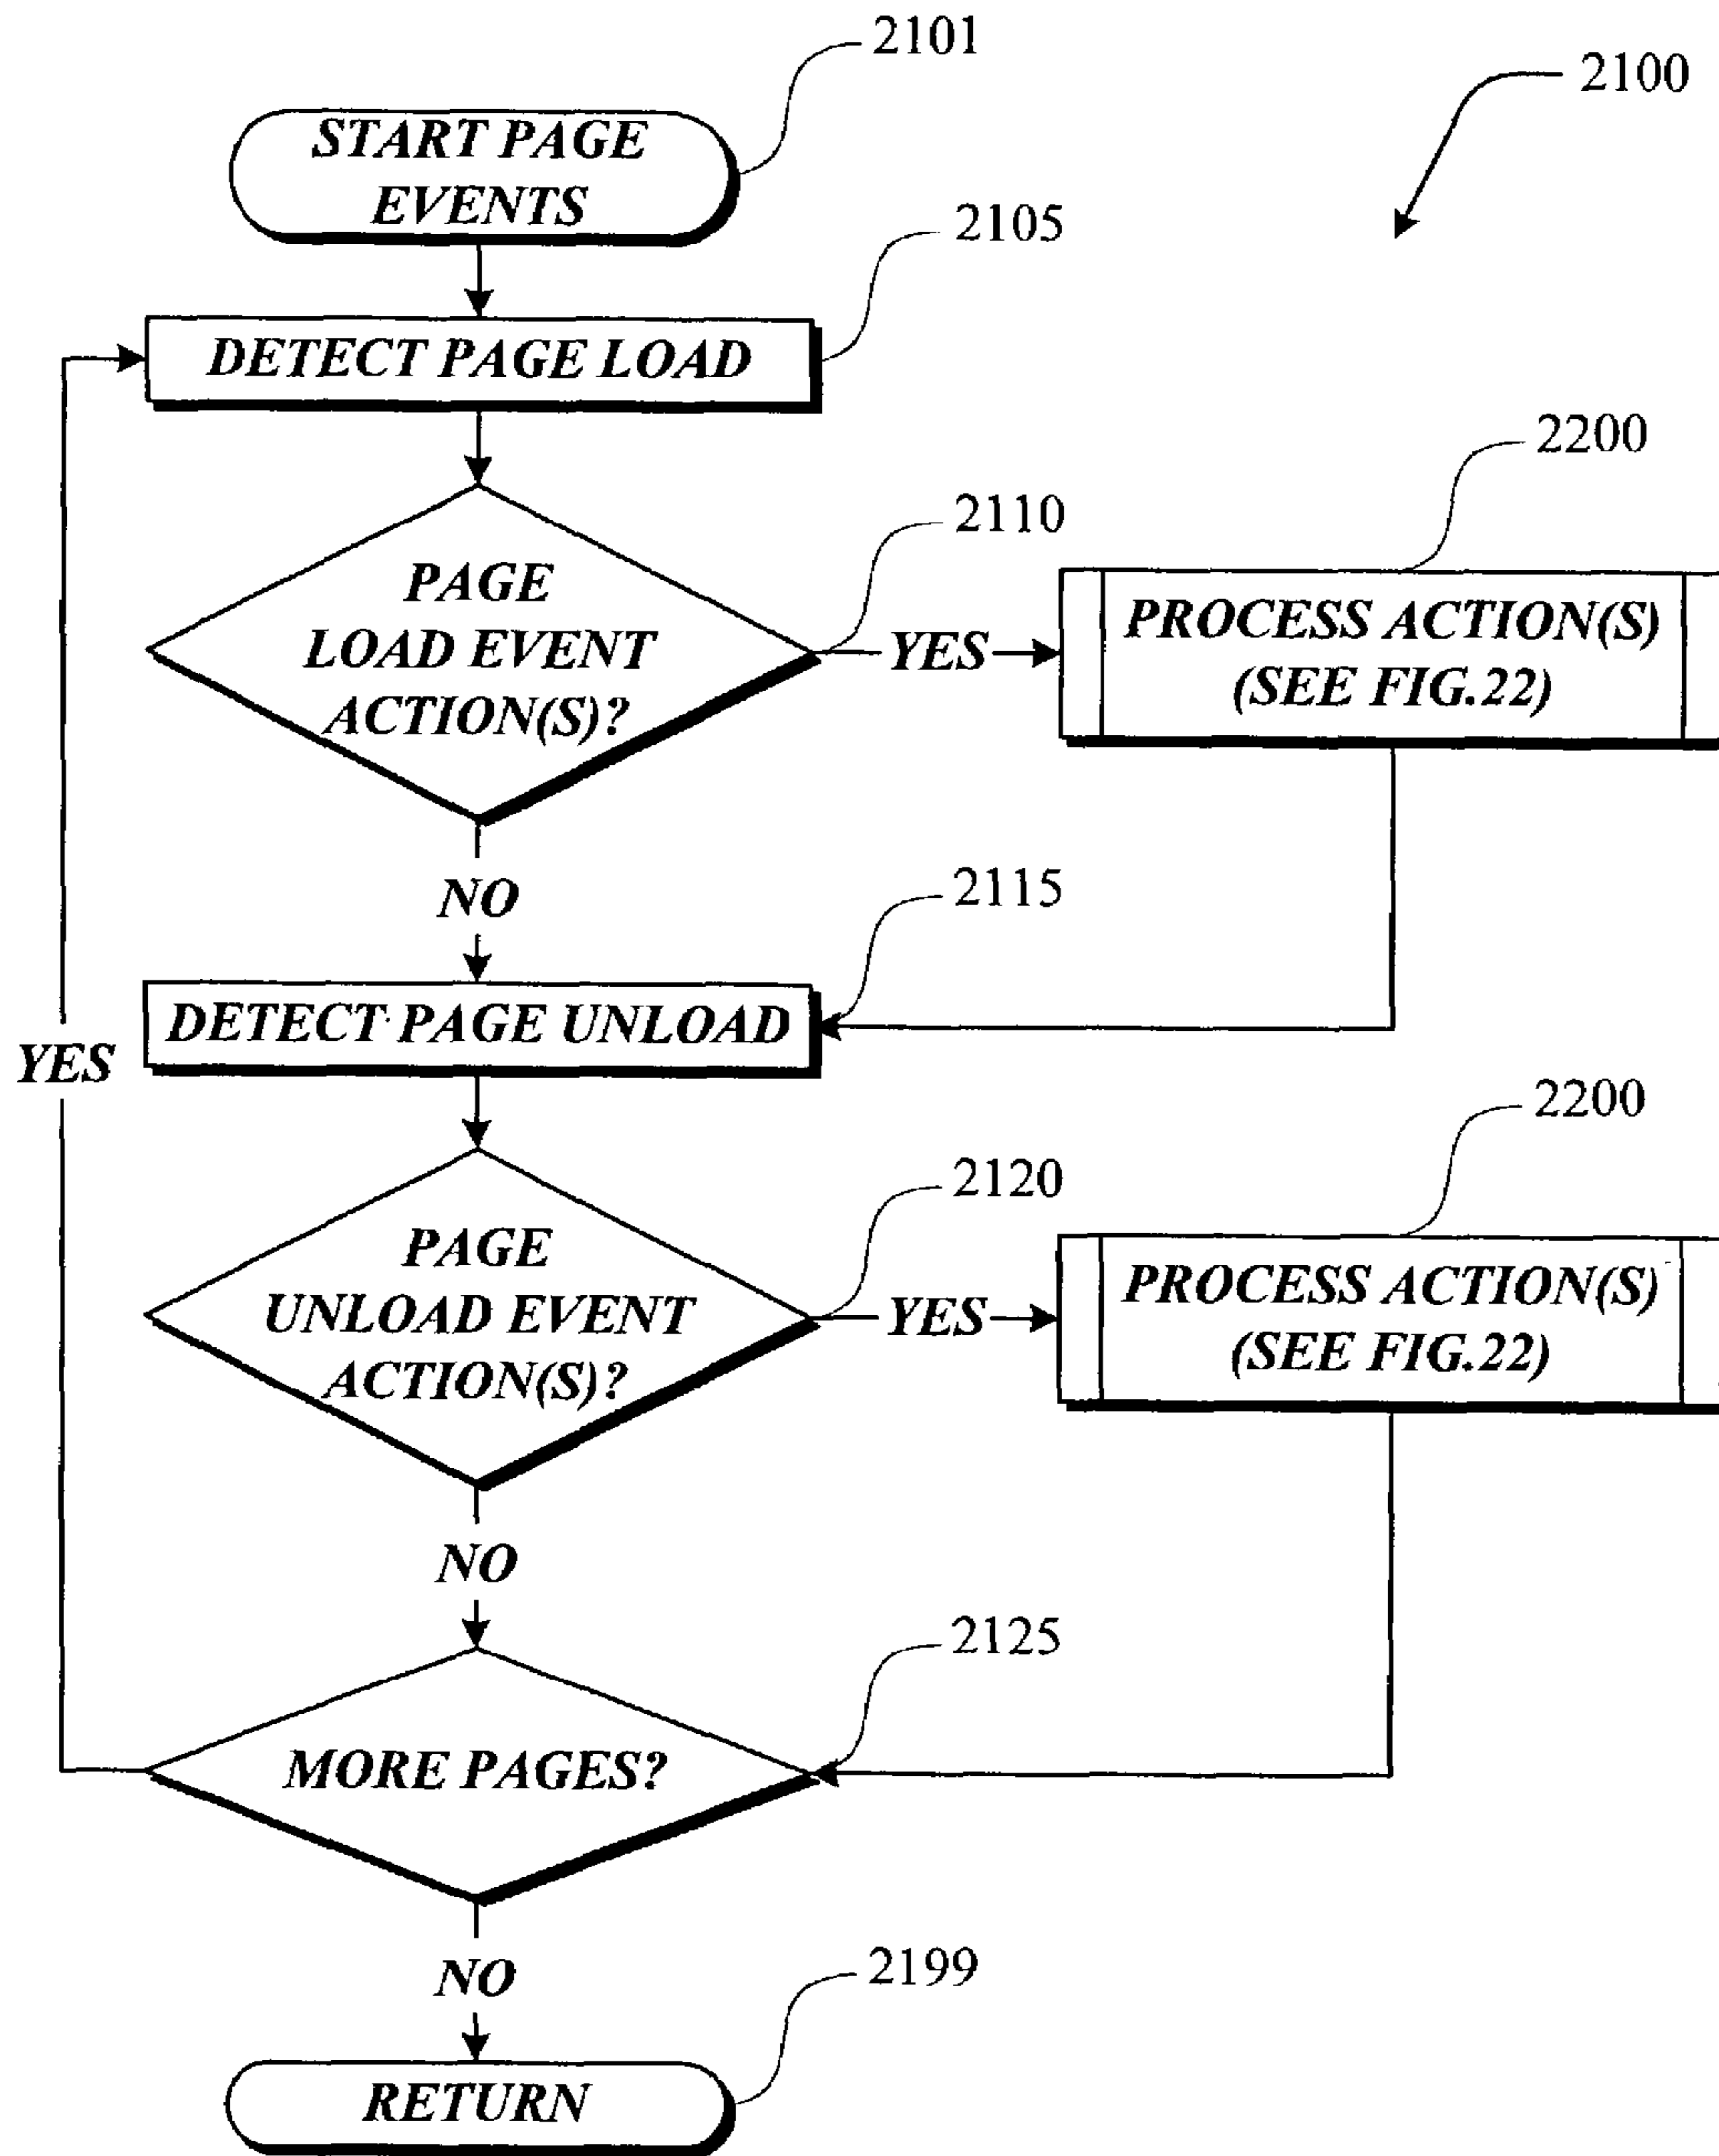 2101
2100
START PAGE
EVENTS
2105
DETECT PAGE LOAD
2200
2110
PAGE
LOAD EVENT
ACTION(S)?
YES
PROCESS ACTION(S)
(SEE FIG.22)
NO
2115
DETECT PAGE UNLOAD
YES
2200
2120
PAGE
UNLOAD EVENT
ACTION(S)?
YES
PROCESS ACTION(S)
(SEE FIG.22)
NO
2125
MORE PAGES?
NO
2199
RETURN